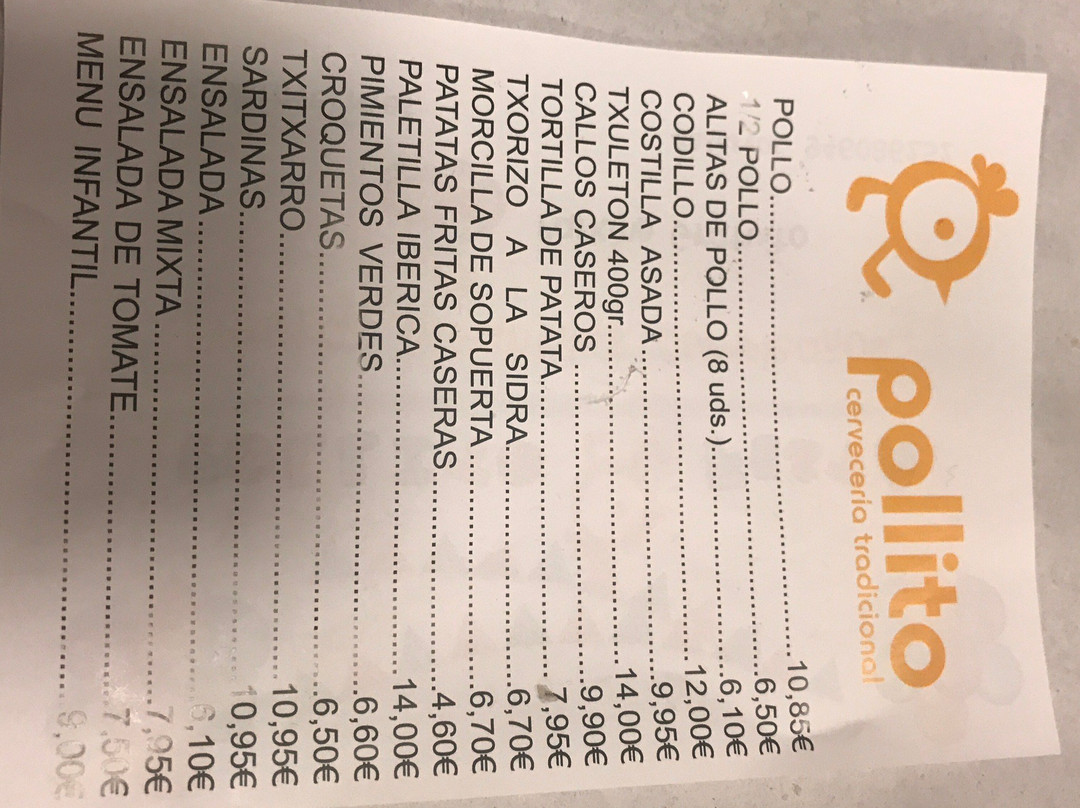 pollito
cervecería tradicional
POLLO..............................10,85€
1/2 POLLO..............................6,50€
ALITAS DE POLLO (8 uds.)..............................6,10€
CODILLO..............................12,00€
COSTILLA ASADA..............................9,95€
TXULETON 400gr..............................14,00€
CALLOS CASEROS..............................9,90€
TORTILLA DE PATATA..............................7,95€
TXORIZO A LA SIDRA..............................6,70€
MORCILLA DE SOPUERTA..............................6,70€
PATATAS FRITAS CASERAS..............................4,60€
PALETILLA IBERICA..............................14,00€
PIMIENTOS VERDES..............................6,60€
CROQUETAS..............................6,50€
TXITXARRO..............................10,95€
SARDINAS..............................10,95€
ENSALADA..............................6,10€
ENSALADA MIXTA..............................7,95€
ENSALADA DE TOMATE..............................7,50€
MENU INFANTIL..............................9,00€